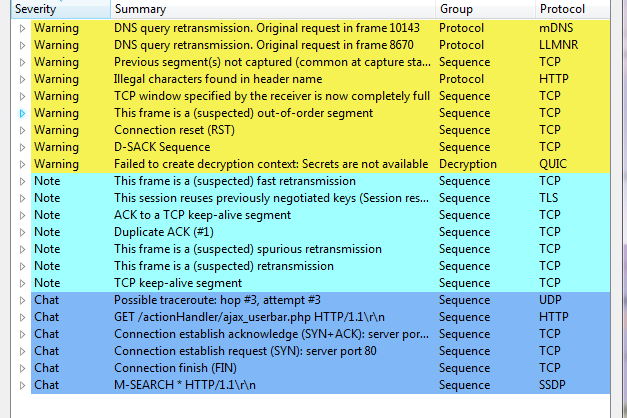 Severity Summary Group Protocol
Warning DNS query retransmission. Original request in frame 10143 Protocol mDNS
Warning DNS query retransmission. Original request in frame 8670 Protocol LLMNR
Warning Previous segment(s) not captured (common at capture sta... Sequence TCP
Warning Illegal characters found in header name Protocol HTTP
Warning TCP window specified by the receiver is now completely full Sequence TCP
Warning This frame is a (suspected) out-of-order segment Sequence TCP
Warning Connection reset (RST) Sequence TCP
Warning D-SACK Sequence Sequence TCP
Warning Failed to create decryption context: Secrets are not available Decryption QUIC
Note This frame is a (suspected) fast retransmission Sequence TCP
Note This session reuses previously negotiated keys (Session res... Sequence TLS
Note ACK to a TCP keep-alive segment Sequence TCP
Note Duplicate ACK (#1) Sequence TCP
Note This frame is a (suspected) spurious retransmission Sequence TCP
Note This frame is a (suspected) retransmission Sequence TCP
Note TCP keep-alive segment Sequence TCP
Chat Possible traceroute: hop #3, attempt #3 Sequence UDP
Chat GET /actionHandler/ajax_userbar.php HTTP/1.1\r\n Sequence HTTP
Chat Connection establish acknowledge (SYN+ACK): server por... Sequence TCP
Chat Connection establish request (SYN): server port 80 Sequence TCP
Chat Connection finish (FIN) Sequence TCP
Chat M-SEARCH * HTTP/1.1\r\n Sequence SSDP